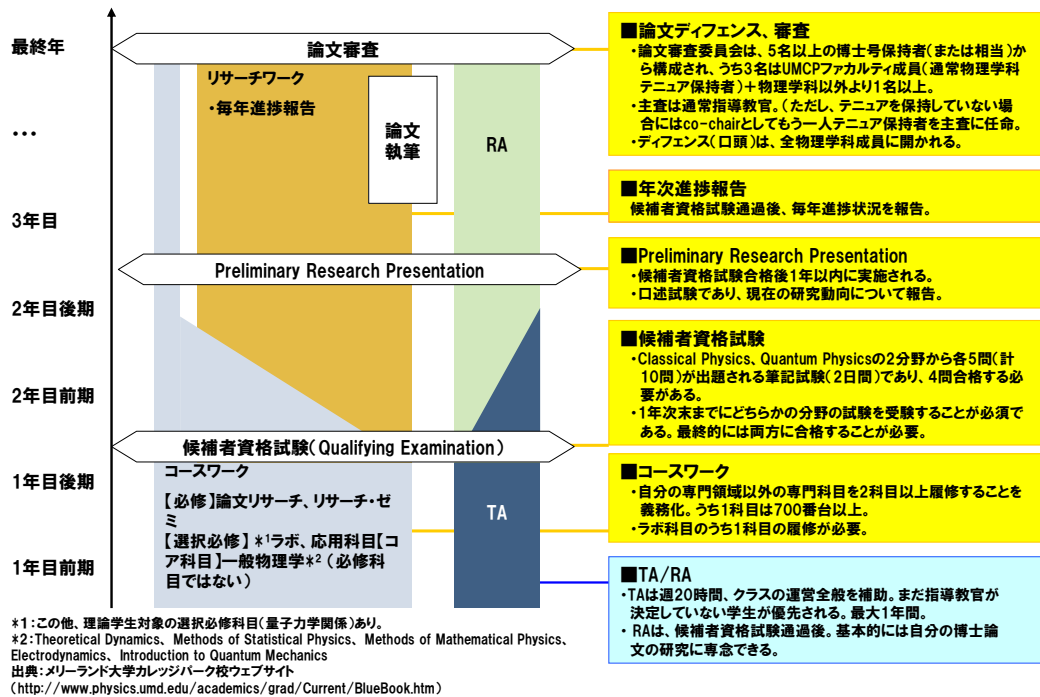 最終年
…
3年目
2年目後期
2年目前期
1年目後期
1年目前期
論文審査
リサーチワーク
・毎年進捗報告
論文
執筆
RA
Preliminary Research Presentation
候補者資格試験(Qualifying Examination)
コースワーク
【必修】論文リサーチ、リサーチ・ゼ
ミ
【選択必修】*1ラボ、応用科目【コ
ア科目】一般物理学*2 (必修科
目ではない)
TA
■論文ディフェンス、審査
・論文審査委員会は、5名以上の博士号保持者(または相当)か
ら構成され、うち3名はUMCPファカルティ成員(通常物理学科
テニュア保持者)+物理学科以外より1名以上。
・主査は通常指導教官。(ただし、テニュアを保持していない場
合にはco-chairとしてもう一人テニュア保持者を主査に任命。
・ディフェンス(口頭)は、全物理学科成員に開かれる。
■年次進捗報告
候補者資格試験通過後、毎年進捗状況を報告。
■Preliminary Research Presentation
・候補者資格試験合格後1年以内に実施される。
・口述試験であり、現在の研究動向について報告。
■候補者資格試験
・Classical Physics、Quantum Physicsの2分野から各5問(計
10問)が出題される筆記試験(2日間)であり、4問合格する必
要がある。
・1年次末までにどちらかの分野の試験を受験することが必須で
ある。最終的には両方に合格することが必要。
■コースワーク
・自分の専門領域以外の専門科目を2科目以上履修することを
義務化。うち1科目は700番台以上。
・ラボ科目のうち1科目の履修が必要。
■TA/RA
・TAは週20時間、クラスの運営全般を補助。まだ指導教官が
決定していない学生が優先される。最大1年間。
・RAは、候補者資格試験通過後。基本的には自分の博士論
文の研究に専念できる。
*1:この他、理論学生対象の選択必修科目(量子力学関係)あり。
*2:Theoretical Dynamics、Methods of Statistical Physics、Methods of Mathematical Physics、
Electrodynamics、Introduction to Quantum Mechanics
出典:メリーランド大学カレッジパーク校ウェブサイト
(http://www.physics.umd.edu/academics/grad/Current/BlueBook.htm)